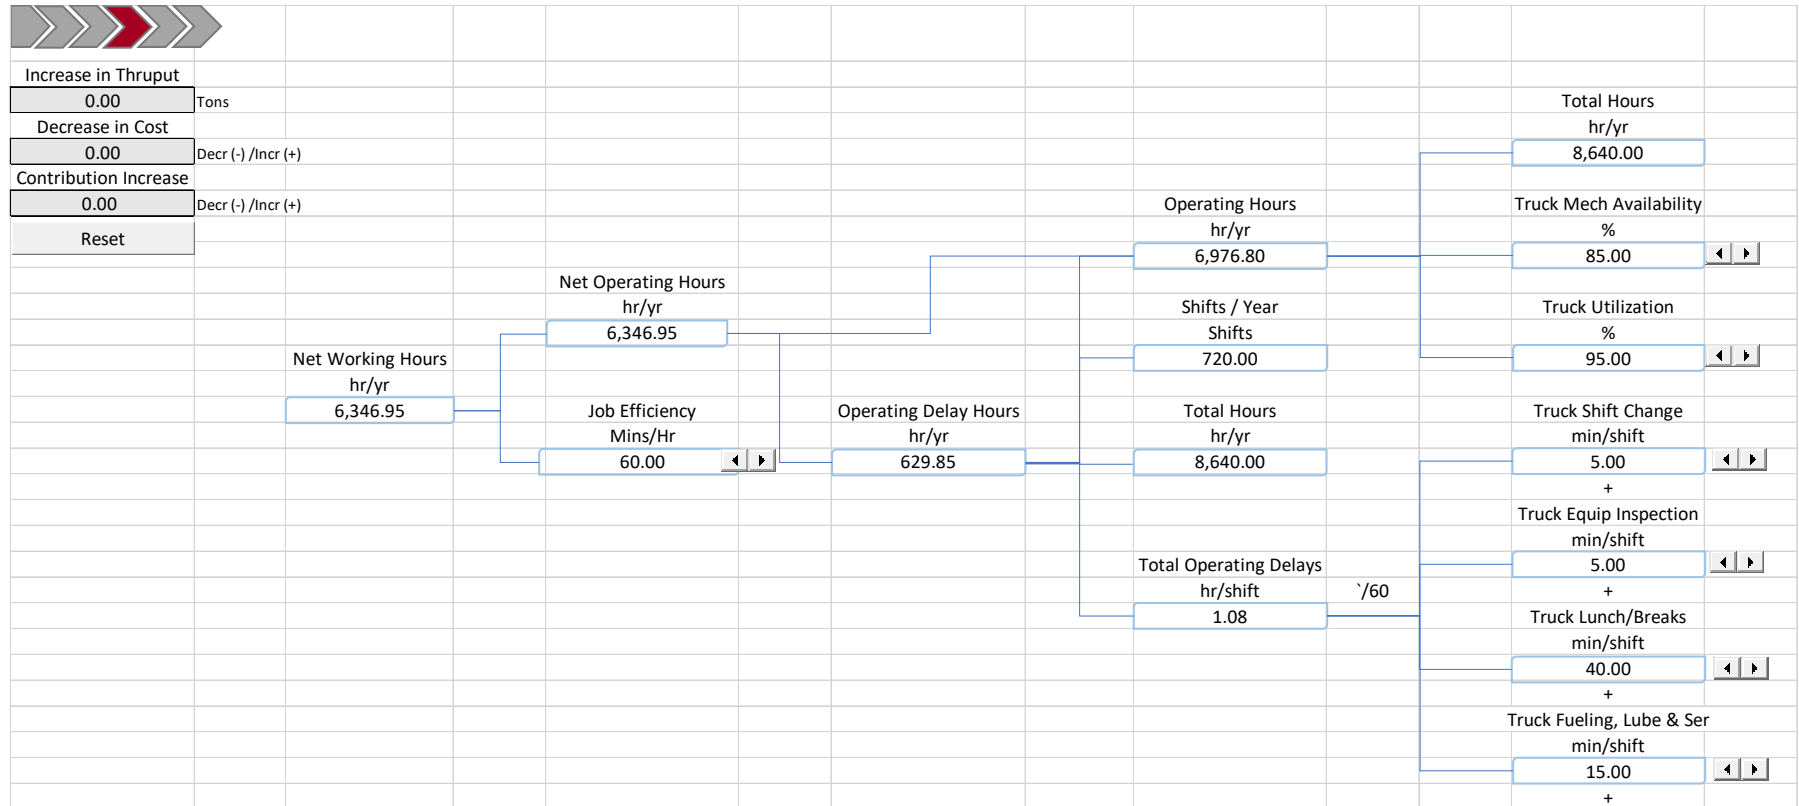 Increase in Thruput
0.00 Tons
Decrease in Cost
0.00 Decr (-) /Incr (+)
Contribution Increase
0.00 Decr (-) /Incr (+)
Reset
Net Working Hours
hr/yr
6,346.95
Net Operating Hours
hr/yr
6,346.95
Job Efficiency
Mins/Hr
60.00
Operating Delay Hours
hr/yr
629.85
Operating Hours
hr/yr
6,976.80
Shifts / Year
Shifts
720.00
Total Hours
hr/yr
8,640.00
Total Operating Delays
hr/shift `/60
1.08
Total Hours
hr/yr
8,640.00
Truck Mech Availability
%
85.00
Truck Utilization
%
95.00
Truck Shift Change
min/shift
5.00
+
Truck Equip Inspection
min/shift
5.00
+
Truck Lunch/Breaks
min/shift
40.00
+
Truck Fueling, Lube & Ser
min/shift
15.00
+